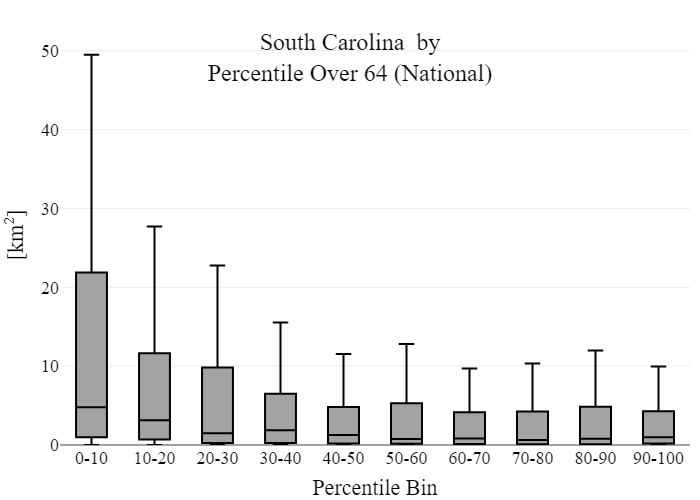 South Carolina  by
Percentile Over 64 (National)
50
40
30
20
10
0
[km²]
0-10 10-20 20-30 30-40 40-50 50-60 60-70 70-80 80-90 90-100
Percentile Bin